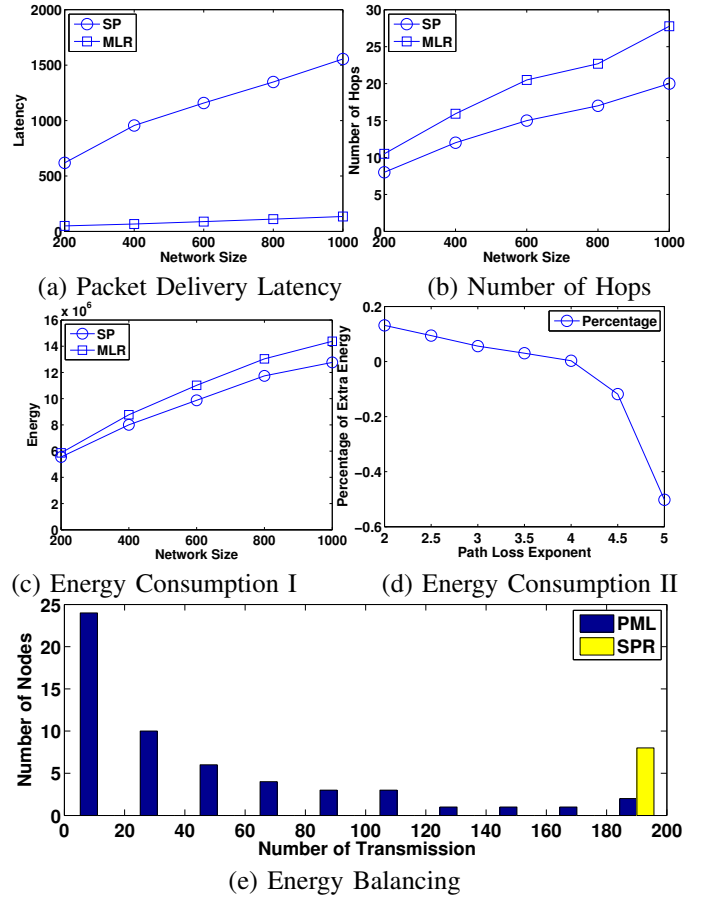 2000
1500
1000
500
0
Latency
SP
MLR
200 400 600 800 1000
Network Size
(a) Packet Delivery Latency
30
25
20
15
10
5
0
Number of Hops
SP
MLR
200 400 600 800 1000
Network Size
(b) Number of Hops
x 10^6
16
14
12
10
8
6
4
2
0
Energy
SP
MLR
200 400 600 800 1000
Network Size
(c) Energy Consumption I
0.2
0
−0.2
−0.4
−0.6
Percentage of Extra Energy
Percentage
2 2.5 3 3.5 4 4.5 5
Path Loss Exponent
(d) Energy Consumption II
25
20
15
10
5
0
Number of Nodes
PML
SPR
0 20 40 60 80 100 120 140 160 180 200
Number of Transmission
(e) Energy Balancing